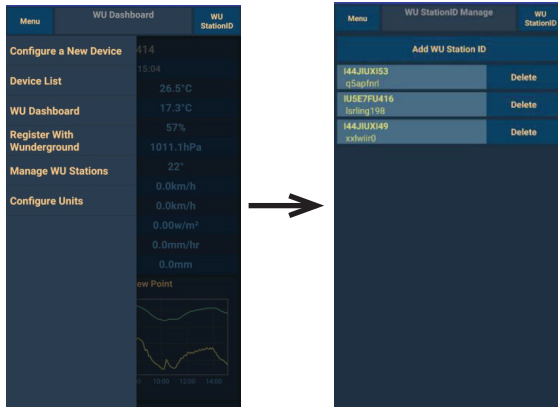 Menu
WU Dashboard
WU
StationID
Configure a New Device
414
15:04
Device List
26.5°C
WU Dashboard
17.3°C
57%
Register With
Wunderground
1011.1hPa
Manage WU Stations
22°
0.0km/h
Configure Units
0.0km/h
0.00w/m²
0.0mm/hr
0.0mm
ew Point
10:00 12:00 14:00
Menu
WU StationID Manage
WU
StationID
Add WU Station ID
I44JIUXI53
q5apfnrl
Delete
IU5E7FU416
lsrling198
Delete
I44JIUXI49
xxlwiir0
Delete